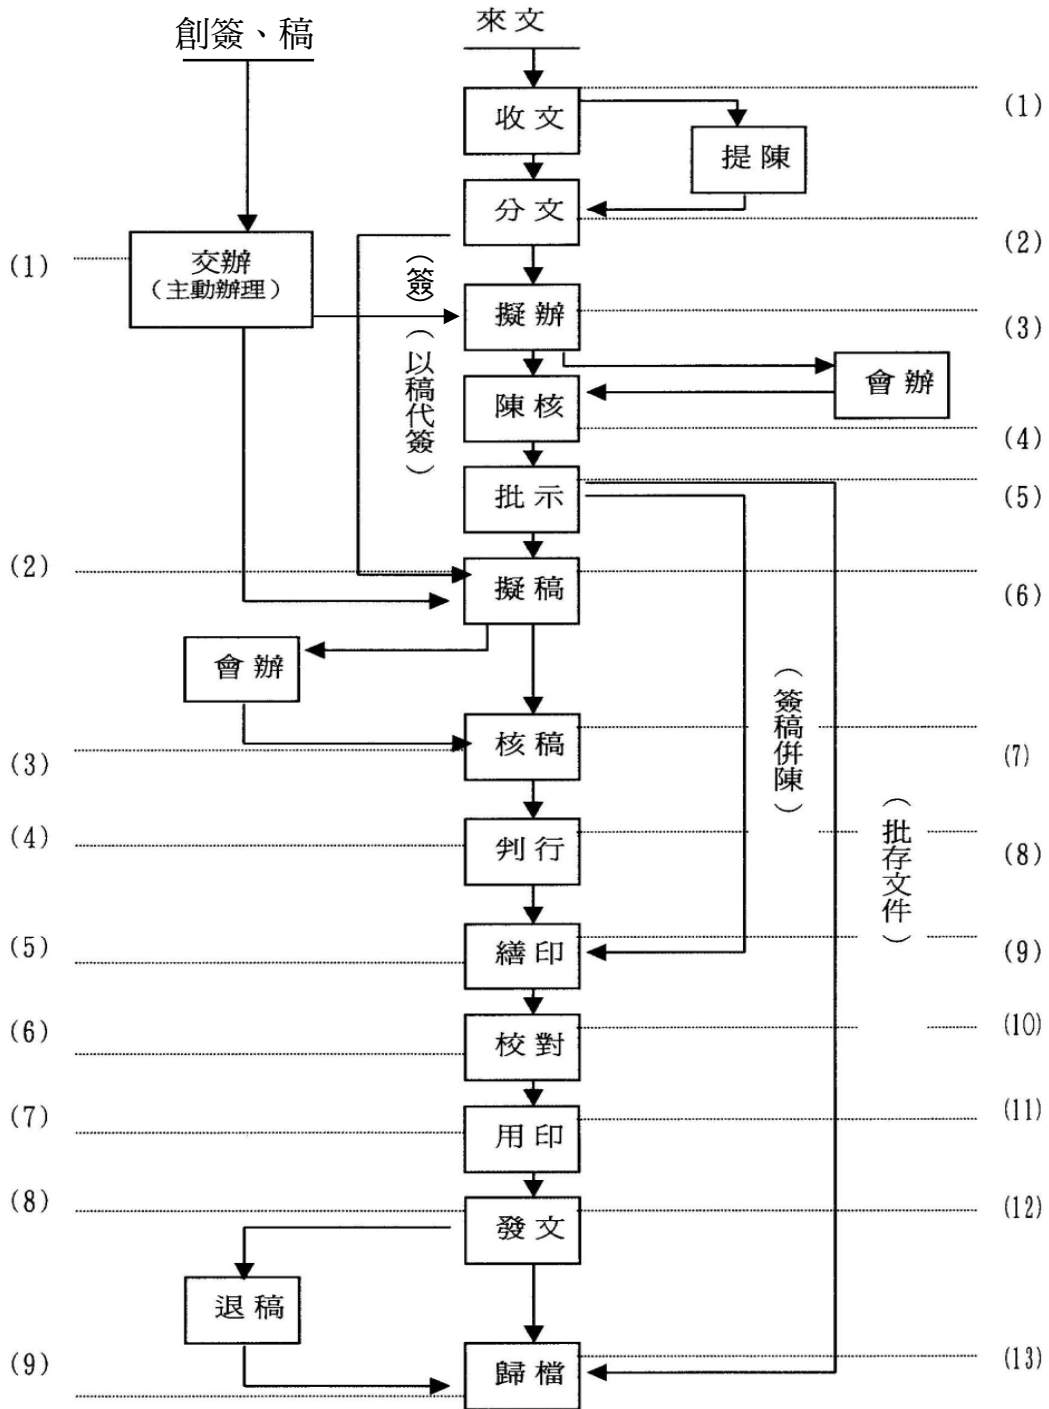 創簽、稿
來文
收文
(1)
提陳
分文
(2)
(1)
交辦
(主動辦理)
(簽)
擬辦
(3)
(以稿代簽)
會辦
陳核
(4)
批示
(5)
(2)
擬稿
(6)
會辦
(簽稿併陳)
核稿
(7)
(3)
(批存文件)
(4)
判行
(8)
(5)
繕印
(9)
(6)
校對
(10)
(7)
用印
(11)
(8)
發文
(12)
退稿
(9)
歸檔
(13)